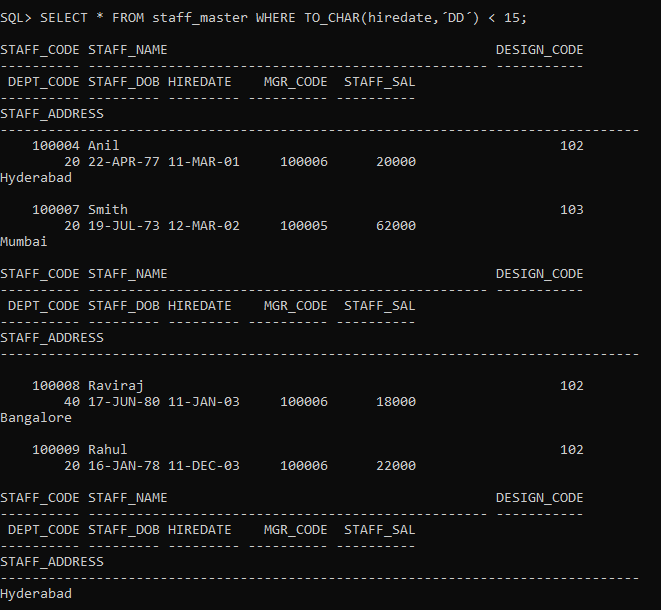 SQL> SELECT * FROM staff_master WHERE TO_CHAR(hiredate,´DD´) < 15;
STAFF_CODE STAFF_NAME                                         DESIGN_CODE
---------- -------------------------------------------------- -----------
 DEPT_CODE STAFF_DOB HIREDATE    MGR_CODE  STAFF_SAL
---------- --------- --------- ---------- ----------
STAFF_ADDRESS
--------------------------------------------------------------------------------
    100004 Anil                                                       102
        20 22-APR-77 11-MAR-01     100006      20000
Hyderabad
    100007 Smith                                                      103
        20 19-JUL-73 12-MAR-02     100005      62000
Mumbai
STAFF_CODE STAFF_NAME                                         DESIGN_CODE
---------- -------------------------------------------------- -----------
 DEPT_CODE STAFF_DOB HIREDATE    MGR_CODE  STAFF_SAL
---------- --------- --------- ---------- ----------
STAFF_ADDRESS
--------------------------------------------------------------------------------
    100008 Raviraj                                                    102
        40 17-JUN-80 11-JAN-03     100006      18000
Bangalore
    100009 Rahul                                                      102
        20 16-JAN-78 11-DEC-03     100006      22000
STAFF_CODE STAFF_NAME                                         DESIGN_CODE
---------- -------------------------------------------------- -----------
 DEPT_CODE STAFF_DOB HIREDATE    MGR_CODE  STAFF_SAL
---------- --------- --------- ---------- ----------
STAFF_ADDRESS
--------------------------------------------------------------------------------
Hyderabad